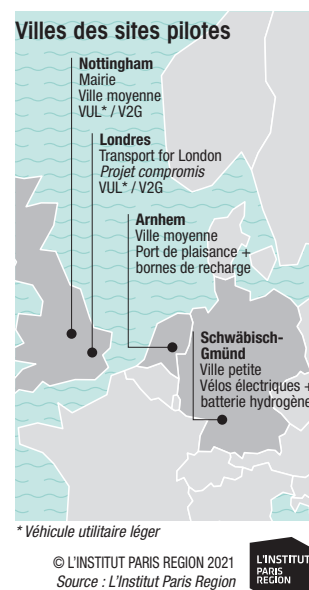 Villes des sites pilotes
Nottingham
Mairie
Ville moyenne
VUL* / V2G
Londres
Transport for London
Projet compromis
VUL* / V2G
Arnhem
Ville moyenne
Port de plaisance +
bornes de recharge
Schwäbisch-
Gmünd
Ville petite
Vélos électriques +
batterie hydrogène
* Véhicule utilitaire léger
© L'INSTITUT PARIS REGION 2021
Source : L'Institut Paris Region
L'INSTITUT
PARIS
REGION